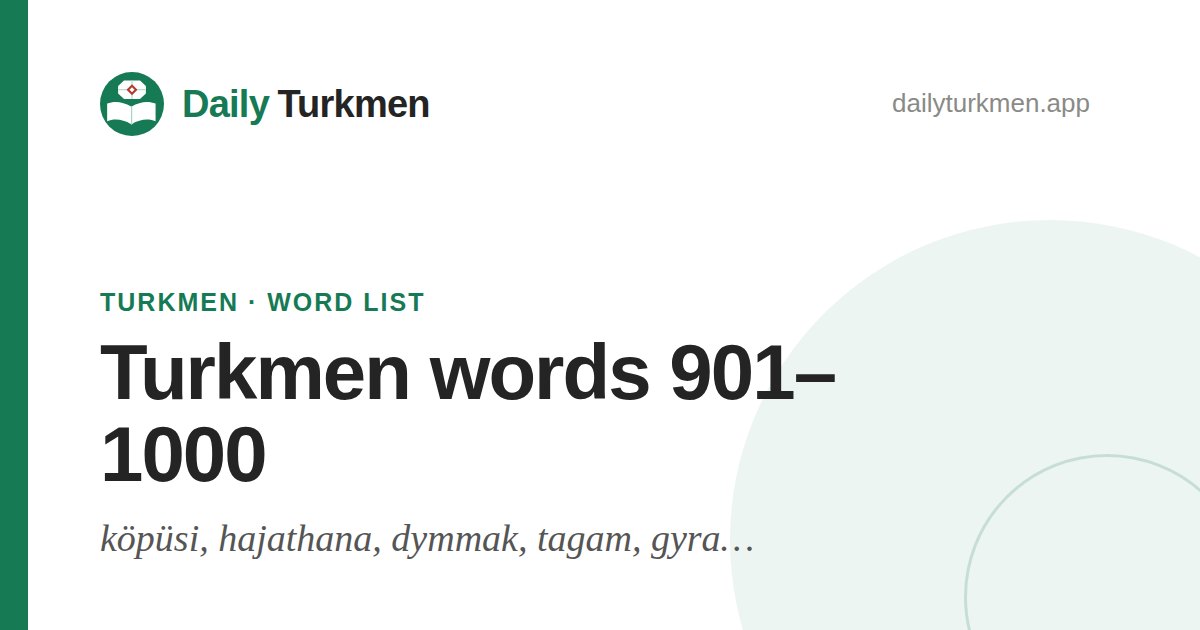 Daily Turkmen
dailyturkmen.app
TURKMEN · WORD LIST
Turkmen words 901–
1000
köpüsi, hajathana, dymmak, tagam, gyra…